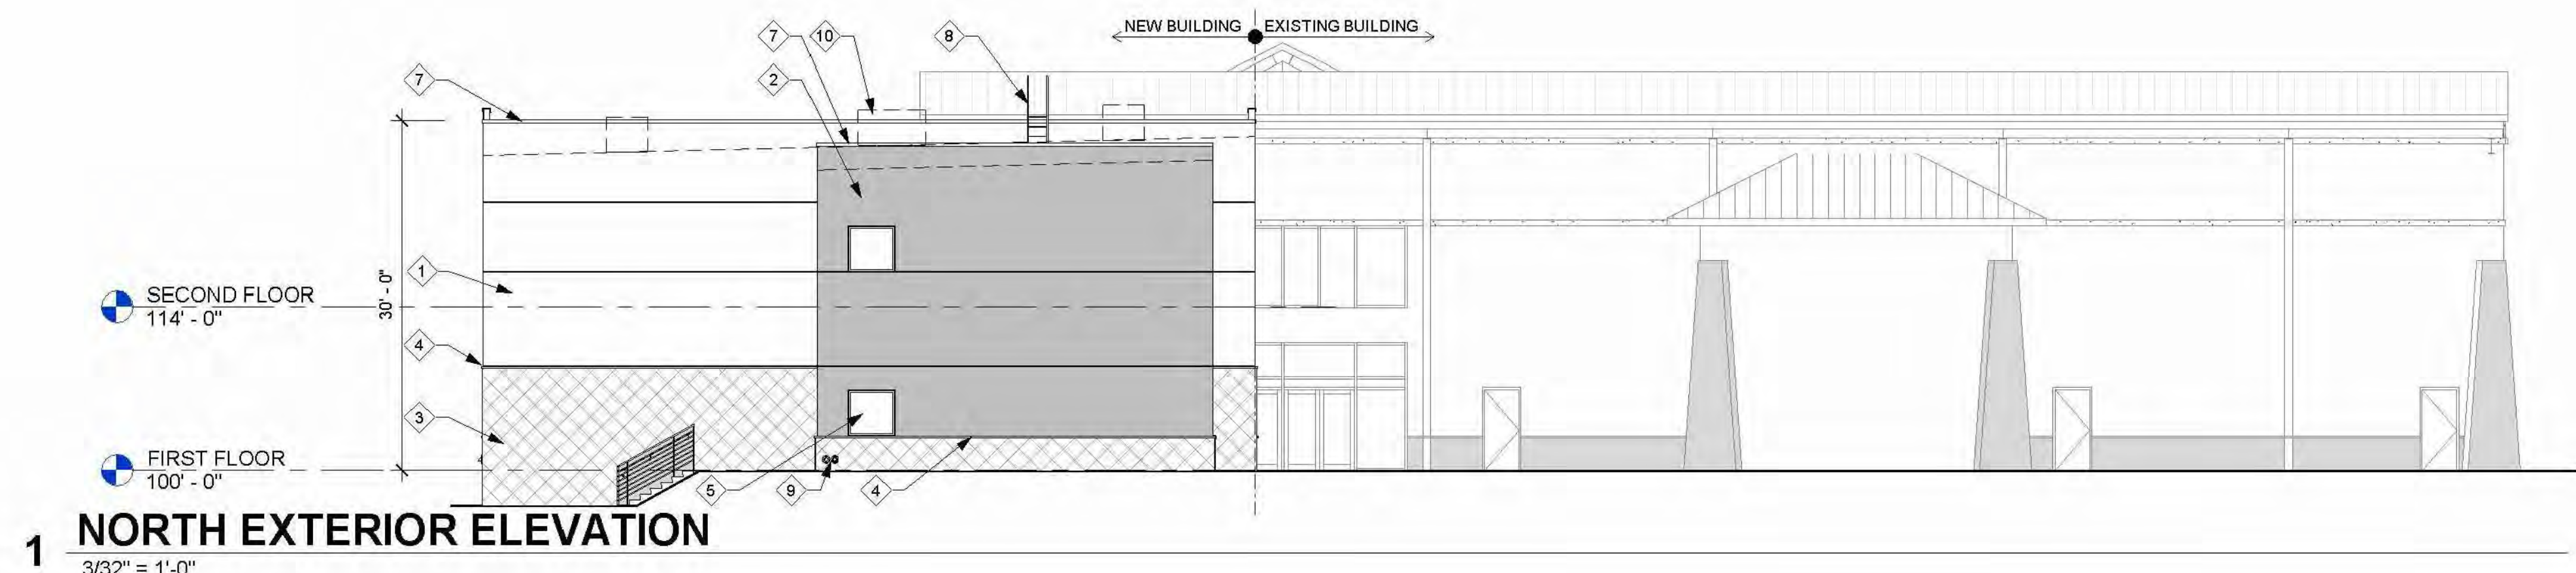 NEW BUILDING EXISTING BUILDING
7 10 8
7 2
30' - 0"
1
SECOND FLOOR
114' - 0"
4
3
FIRST FLOOR
100' - 0"
5 9 4
NORTH EXTERIOR ELEVATION
1
3/32" = 1'-0"